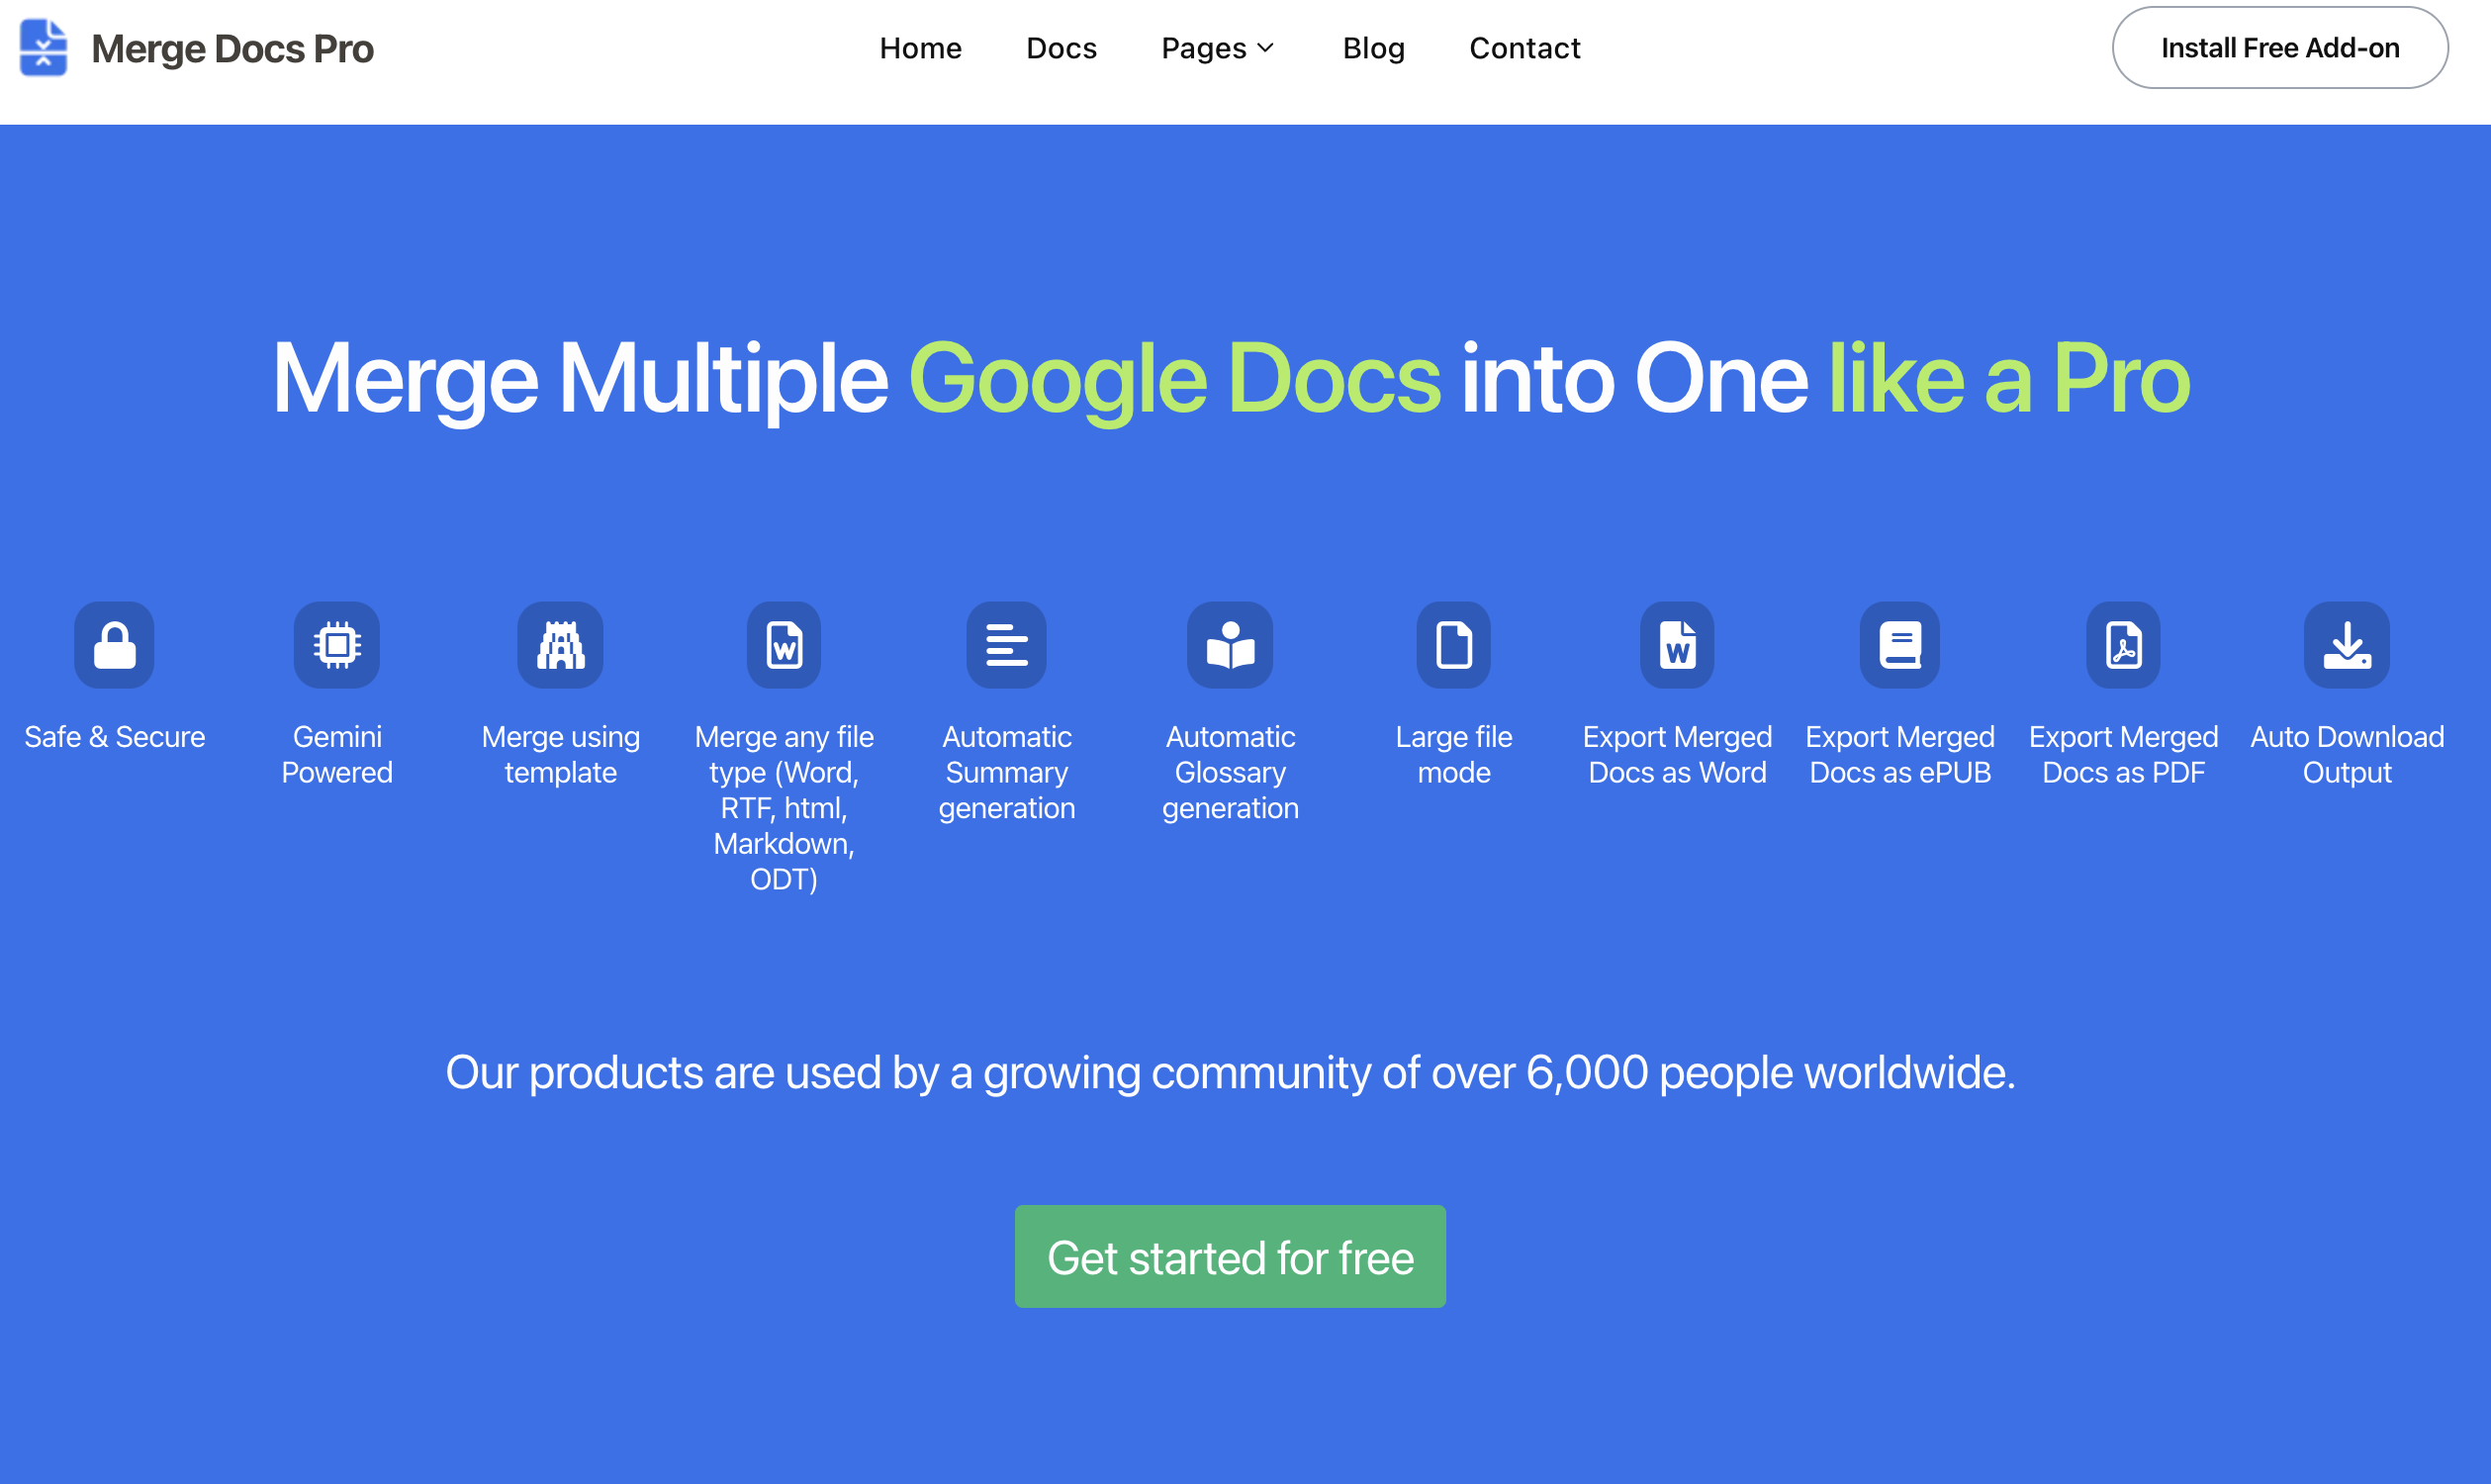 Merge Docs Pro
Home
Docs
Pages
Blog
Contact
Install Free Add-on
Merge Multiple Google Docs into One like a Pro
Safe & Secure
Gemini
Powered
Merge using
template
W
Merge any file
type (Word,
RTF, html,
Markdown,
ODT)
Automatic
Summary
generation
Automatic
Glossary
generation
Large file
mode
W
Export Merged
Docs as Word
Export Merged
Docs as ePUB
Export Merged
Docs as PDF
Auto Download
Output
Our products are used by a growing community of over 6,000 people worldwide.
Get started for free